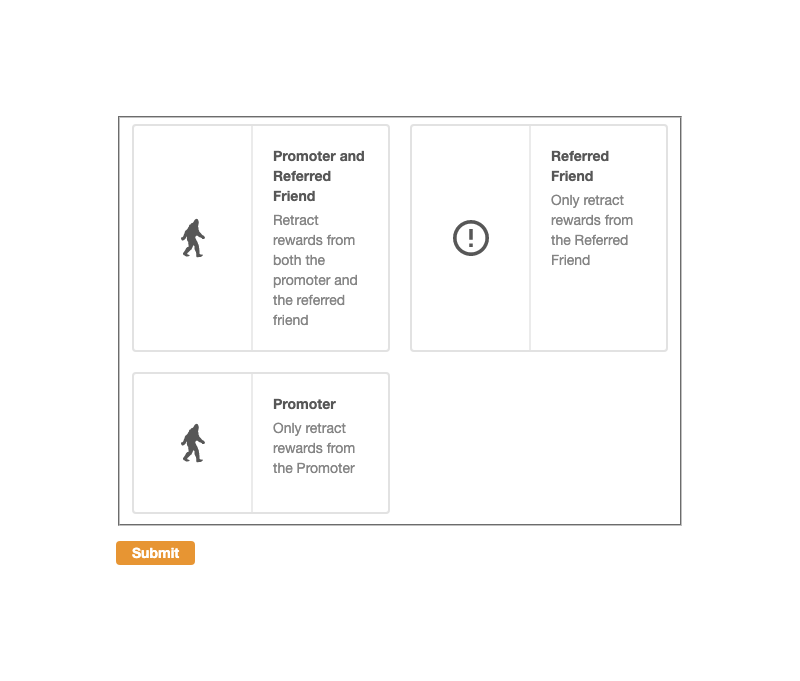 Promoter and
Referred
Friend
Retract
rewards from
both the
promoter and
the referred
friend
Referred
Friend
Only retract
rewards from
the Referred
Friend
Promoter
Only retract
rewards from
the Promoter
Submit